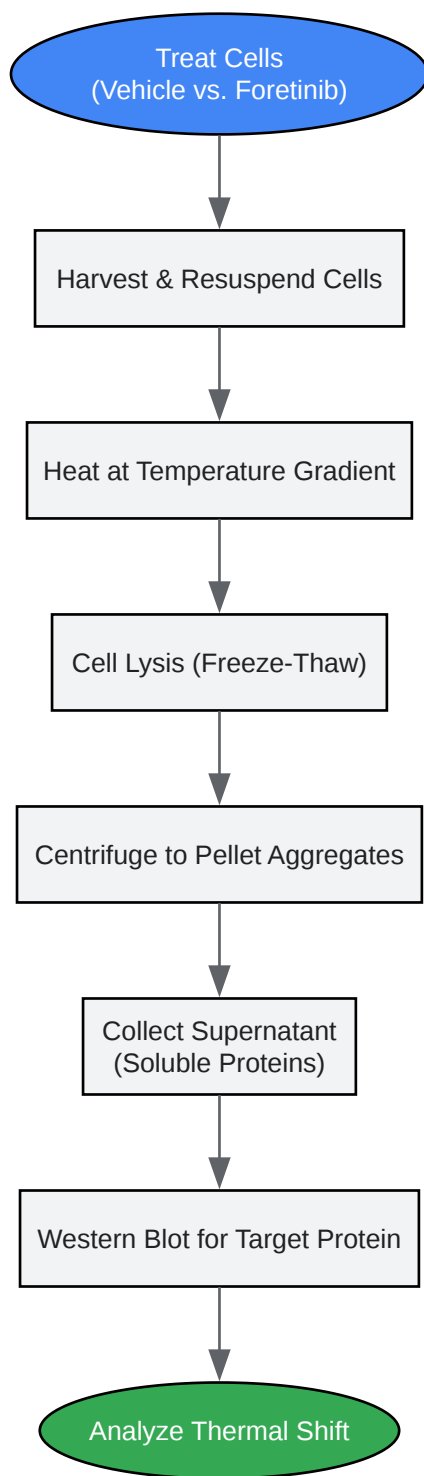 Treat Cells
(Vehicle vs. Foretinib)
Harvest & Resuspend Cells
Heat at Temperature Gradient
Cell Lysis (Freeze-Thaw)
Centrifuge to Pellet Aggregates
Collect Supernatant
(Soluble Proteins)
Western Blot for Target Protein
Analyze Thermal Shift